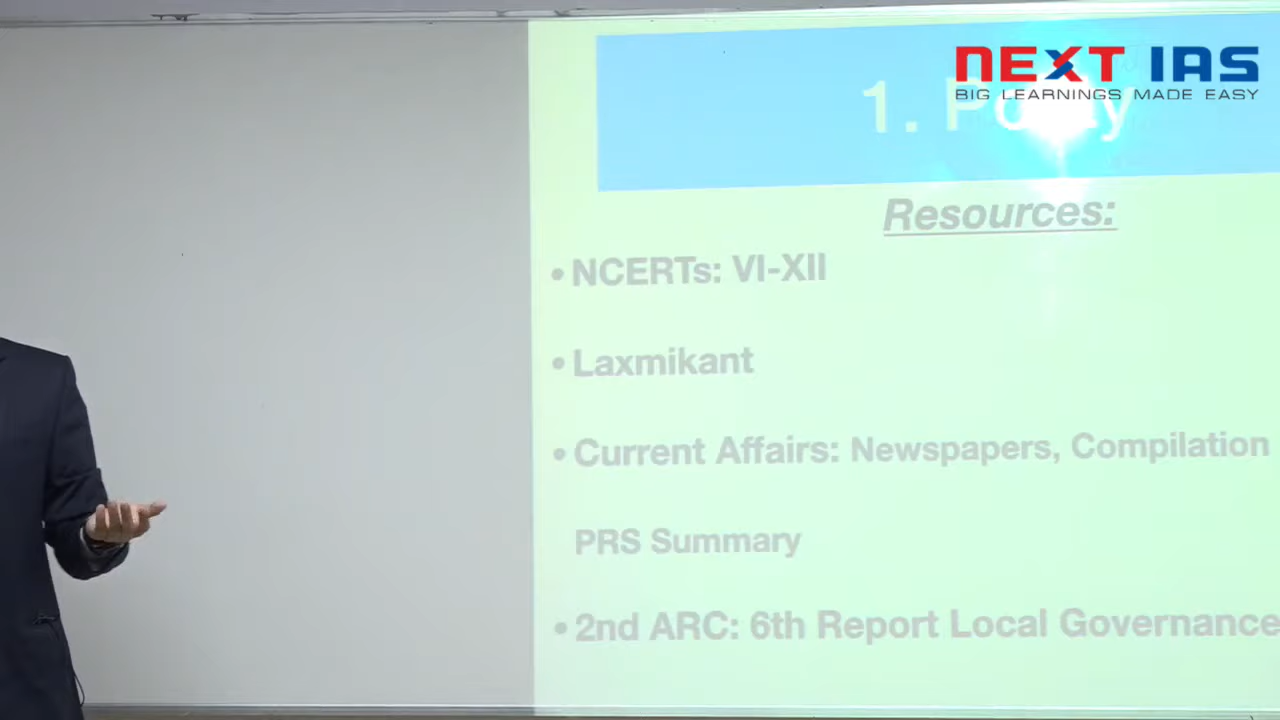 NEXT IAS
BIG LEARNINGS MADE EASY
1. Polity
Resources:
• NCERTs: VI-XII
• Laxmikant
• Current Affairs: Newspapers, Compilation
PRS Summary
• 2nd ARC: 6th Report Local Governance